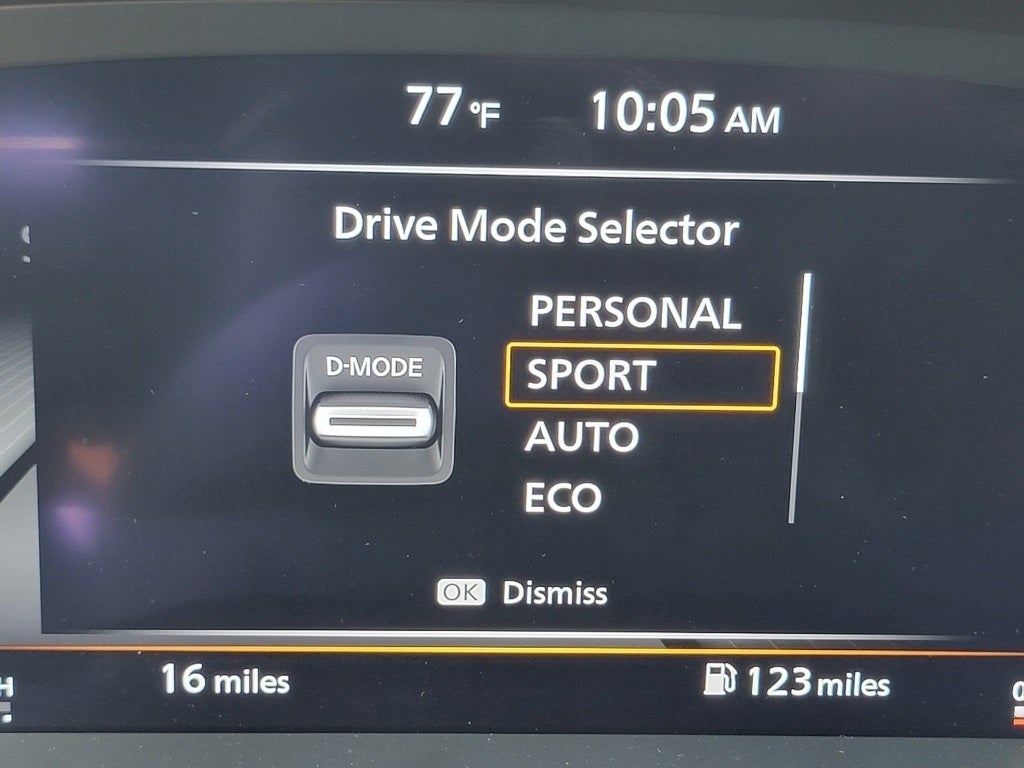 77 °F 10:05 AM
Drive Mode Selector
PERSONAL
D-MODE SPORT
AUTO
ECO
OK Dismiss
16 miles 123 miles